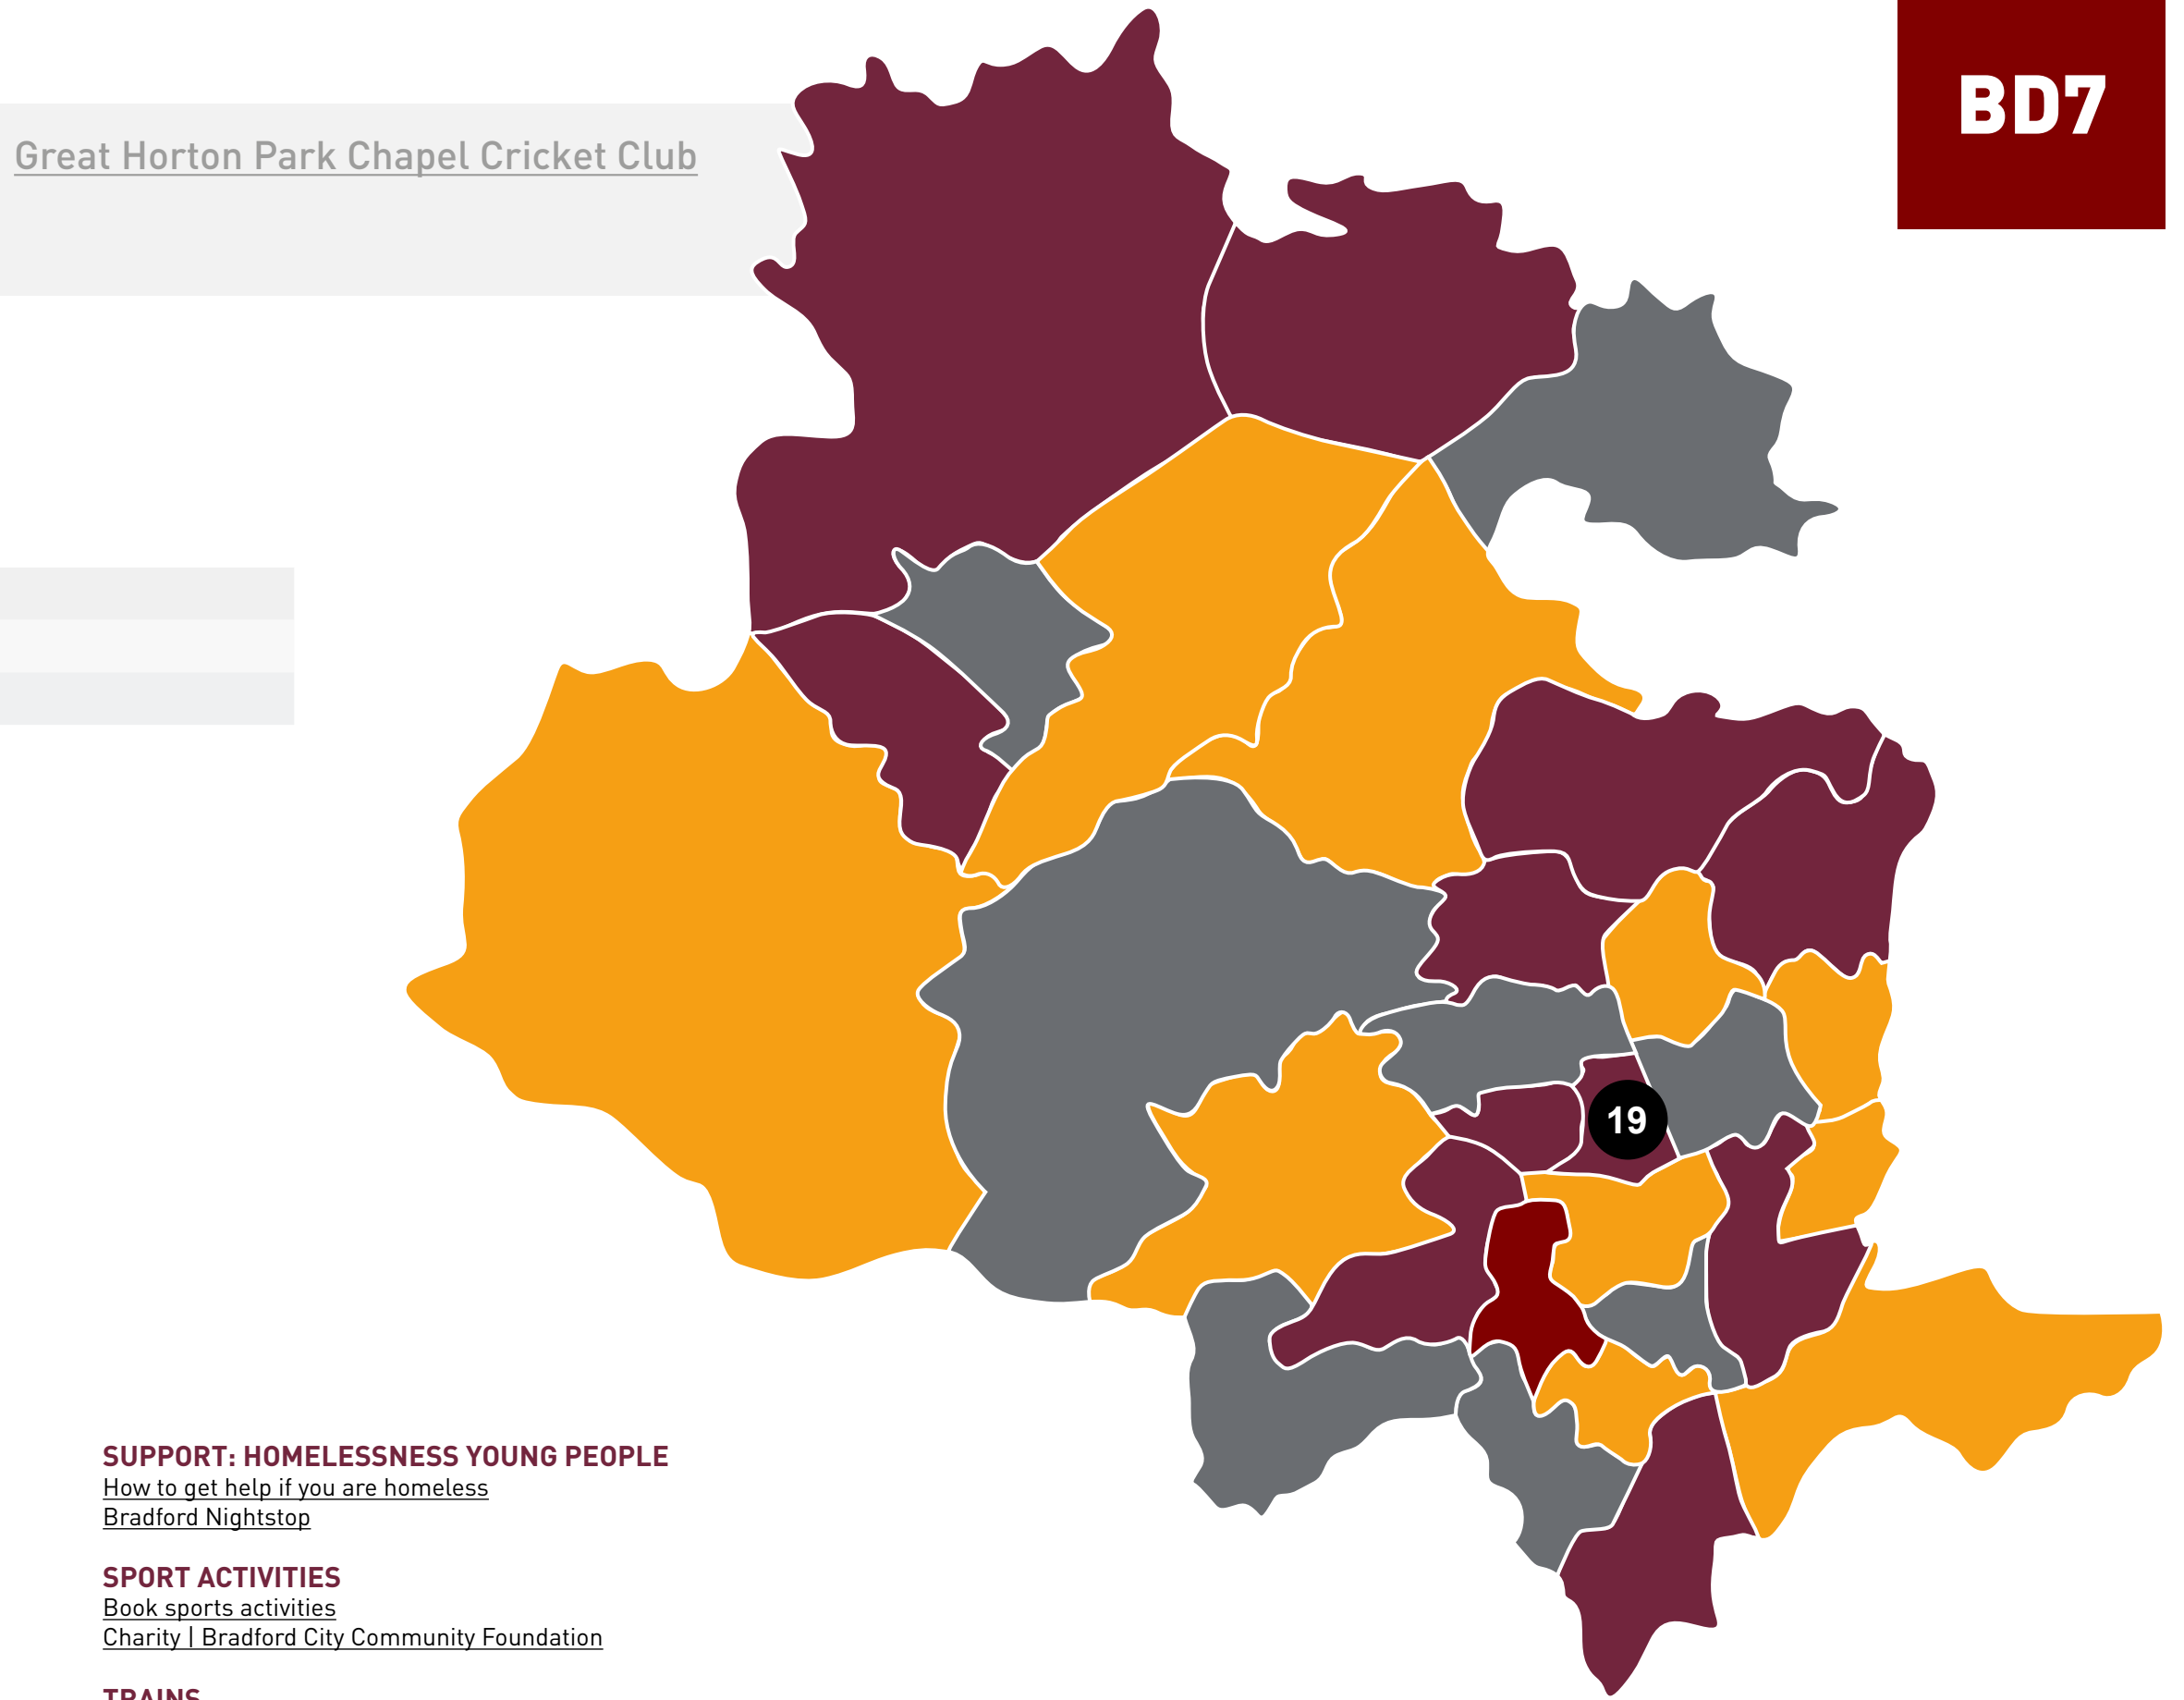 BD7
Great Horton Park Chapel Cricket Club
19
SUPPORT: HOMELESSNESS YOUNG PEOPLE
How to get help if you are homeless
Bradford Nightstop
SPORT ACTIVITIES
Book sports activities
Charity | Bradford City Community Foundation
TRAINS